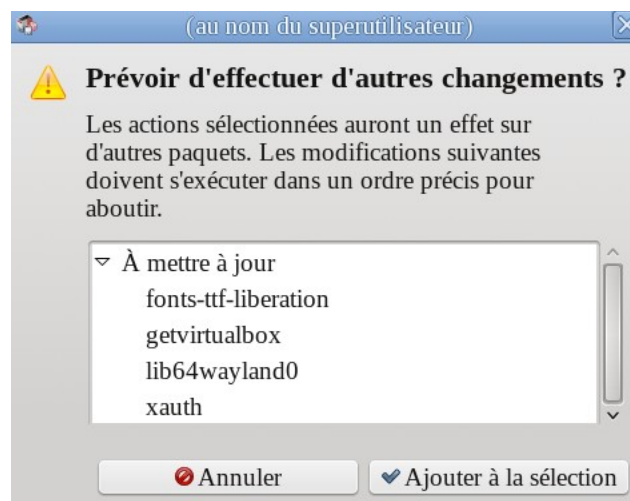 (au nom du superutilisateur)
Prévoir d'effectuer d'autres changements ?
Les actions sélectionnées auront un effet sur
d'autres paquets. Les modifications suivantes
doivent s'exécuter dans un ordre précis pour
aboutir.
À mettre à jour
fonts-ttf-liberation
getvirtualbox
lib64wayland0
xauth
Annuler
Ajouter à la sélection